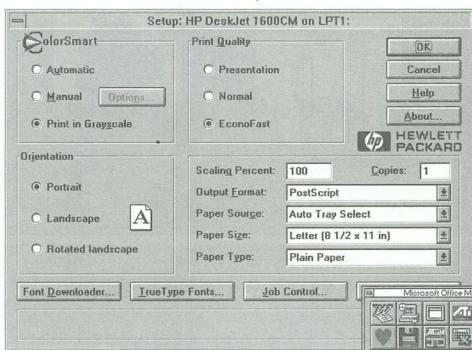 Setup: HP DeskJet 1600CM on LPT1:
ColorSmart
Automatic
Manual
Options...
Print in Grayscale
Print Quality
Presentation
Normal
EconoFast
OK
Cancel
Help
About...
hp HEWLETT
PACKARD
Orientation
Portrait
Landscape
A
Rotated landscape
Scaling Percent: 100
Copies: 1
Output Format: PostScript
Paper Source: Auto Tray Select
Paper Size: Letter (8 1/2 x 11 in)
Paper Type: Plain Paper
Font Downloader...
TrueType Fonts...
Job Control...
Microsoft Office M